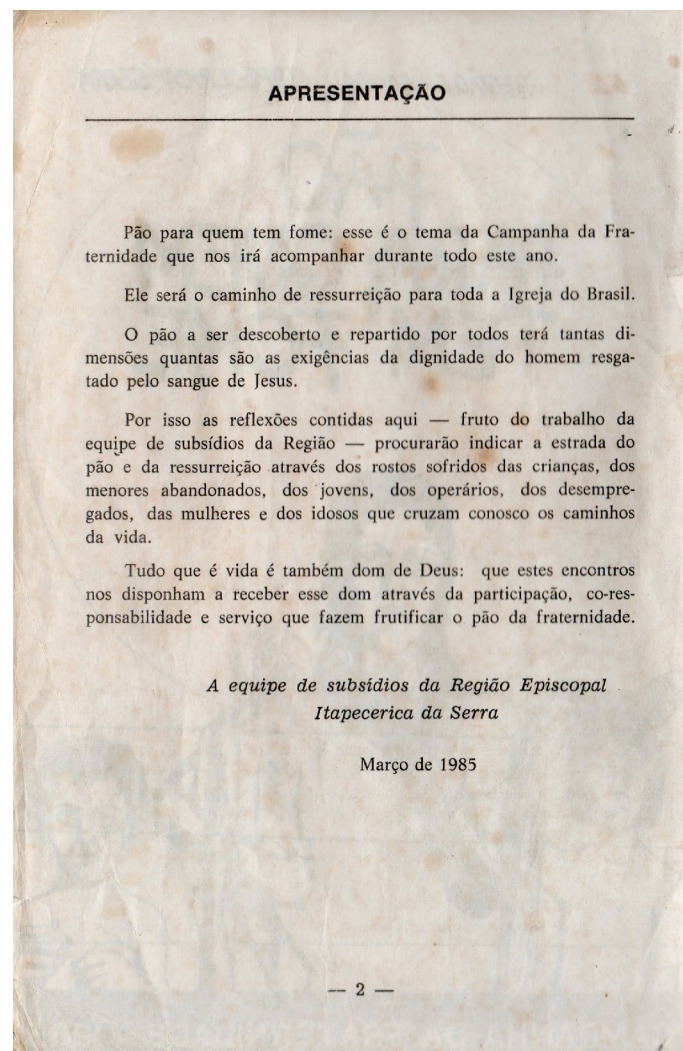 APRESENTAÇÃO
Pão para quem tem fome: esse é o tema da Campanha da Fra-
ternidade que nos irá acompanhar durante todo este ano.
Ele será o caminho de ressurreição para toda a Igreja do Brasil.
O pão a ser descoberto e repartido por todos terá tantas di-
mensões quantas são as exigências da dignidade do homem resga-
tado pelo sangue de Jesus.
Por isso as reflexões contidas aqui — fruto do trabalho da
equipe de subsídios da Região — procurarão indicar a estrada do
pão e da ressurreição através dos rostos sofridos das crianças, dos
menores abandonados, dos jovens, dos operários, dos desempre-
gados, das mulheres e dos idosos que cruzam conosco os caminhos
da vida.
Tudo que é vida é também dom de Deus: que estes encontros
nos disponham a receber esse dom através da participação, co-res-
ponsabilidade e serviço que fazem frutificar o pão da fraternidade.
A equipe de subsídios da Região Episcopal
Itapecerica da Serra
Março de 1985
— 2 —